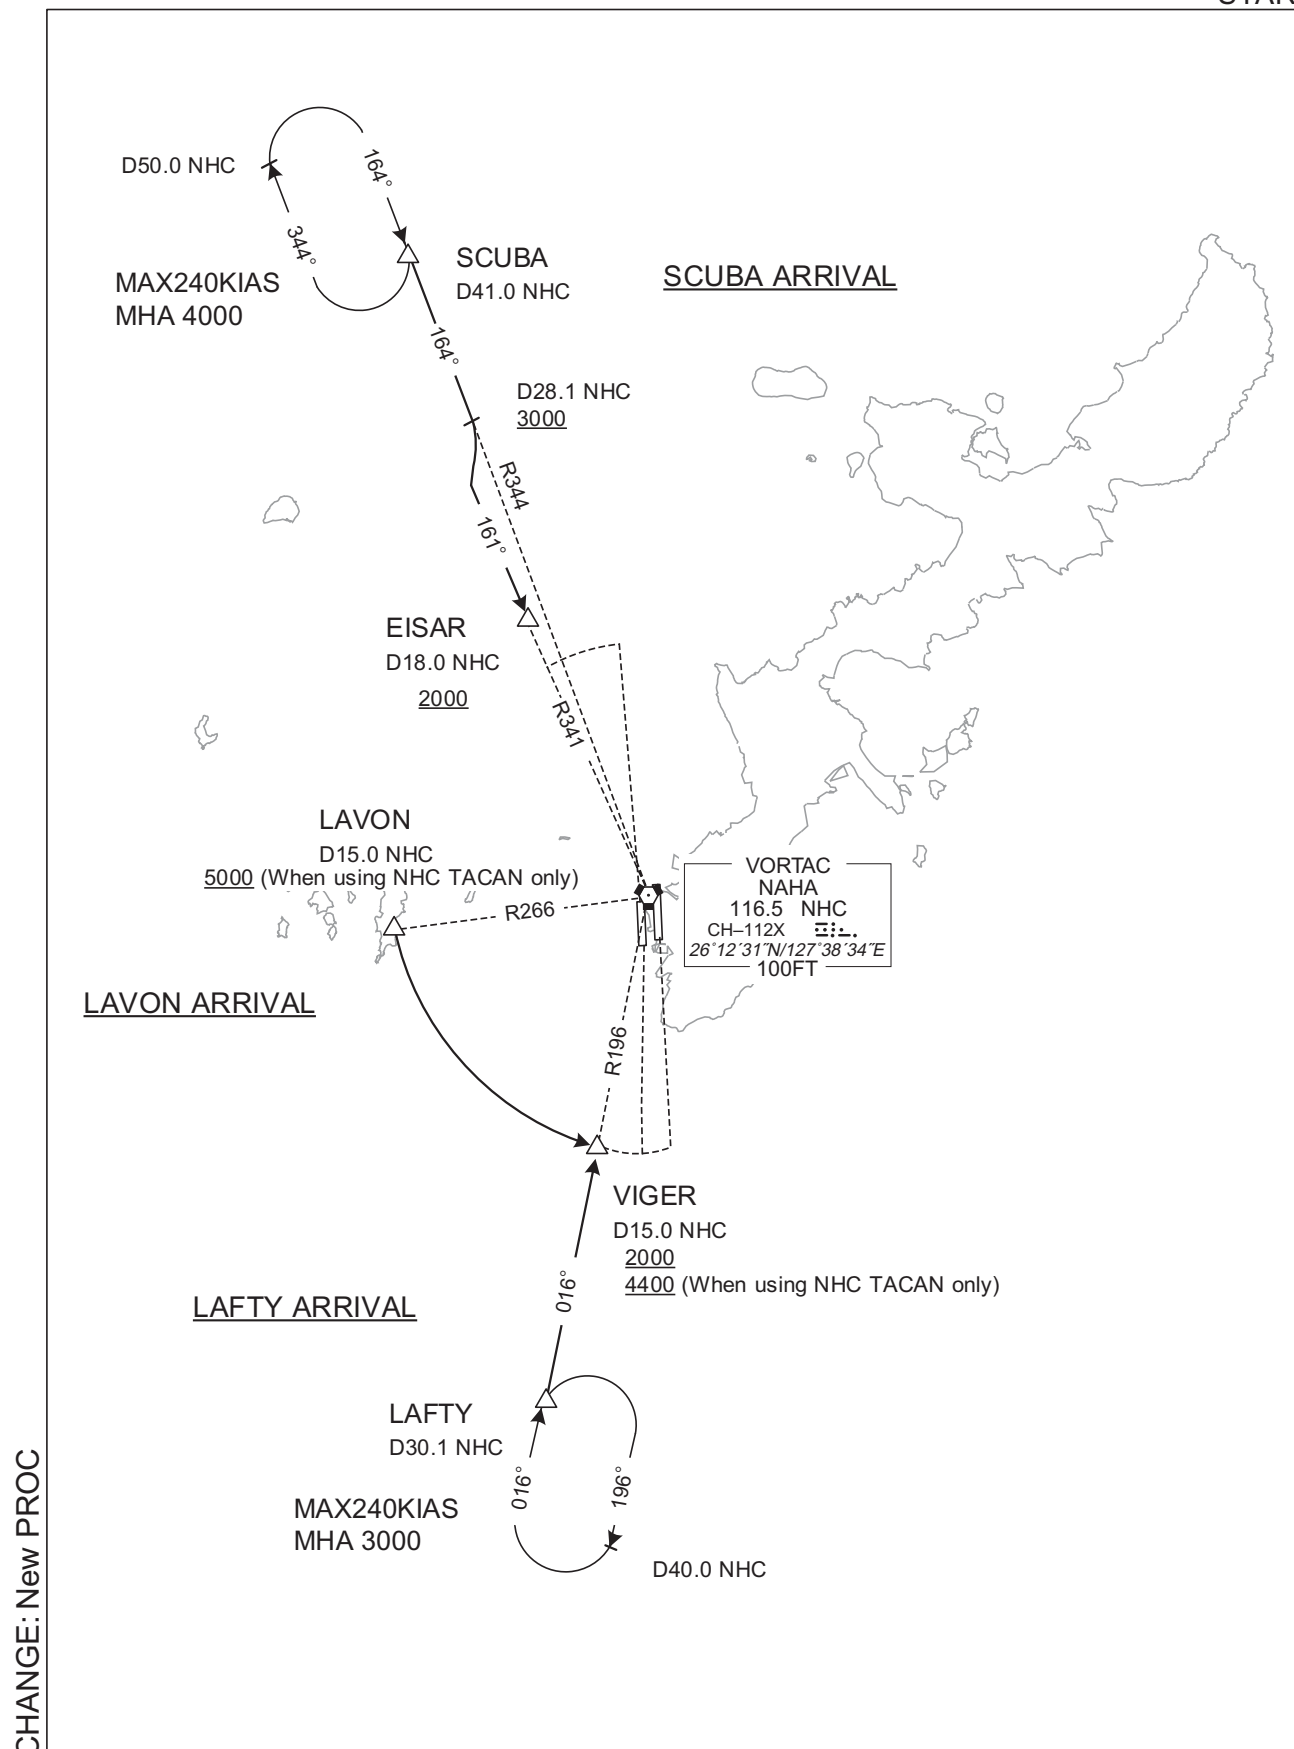 D50.0 NHC
164°
344°
MAX240KIAS
MHA 4000
SCUBA
D41.0 NHC
SCUBA ARRIVAL
164°
D28.1 NHC
3000
R344
161°
EISAR
D18.0 NHC
2000
R341
LAVON
D15.0 NHC
5000 (When using NHC TACAN only)
R266
VORTAC
NAHA
116.5 NHC
CH–112X
26°12´31˝N/127°38´34˝E
100FT
LAVON ARRIVAL
R196
VIGER
D15.0 NHC
2000
4400 (When using NHC TACAN only)
016°
LAFTY ARRIVAL
LAFTY
D30.1 NHC
016°
196°
MAX240KIAS
MHA 3000
D40.0 NHC
CHANGE: New PROC